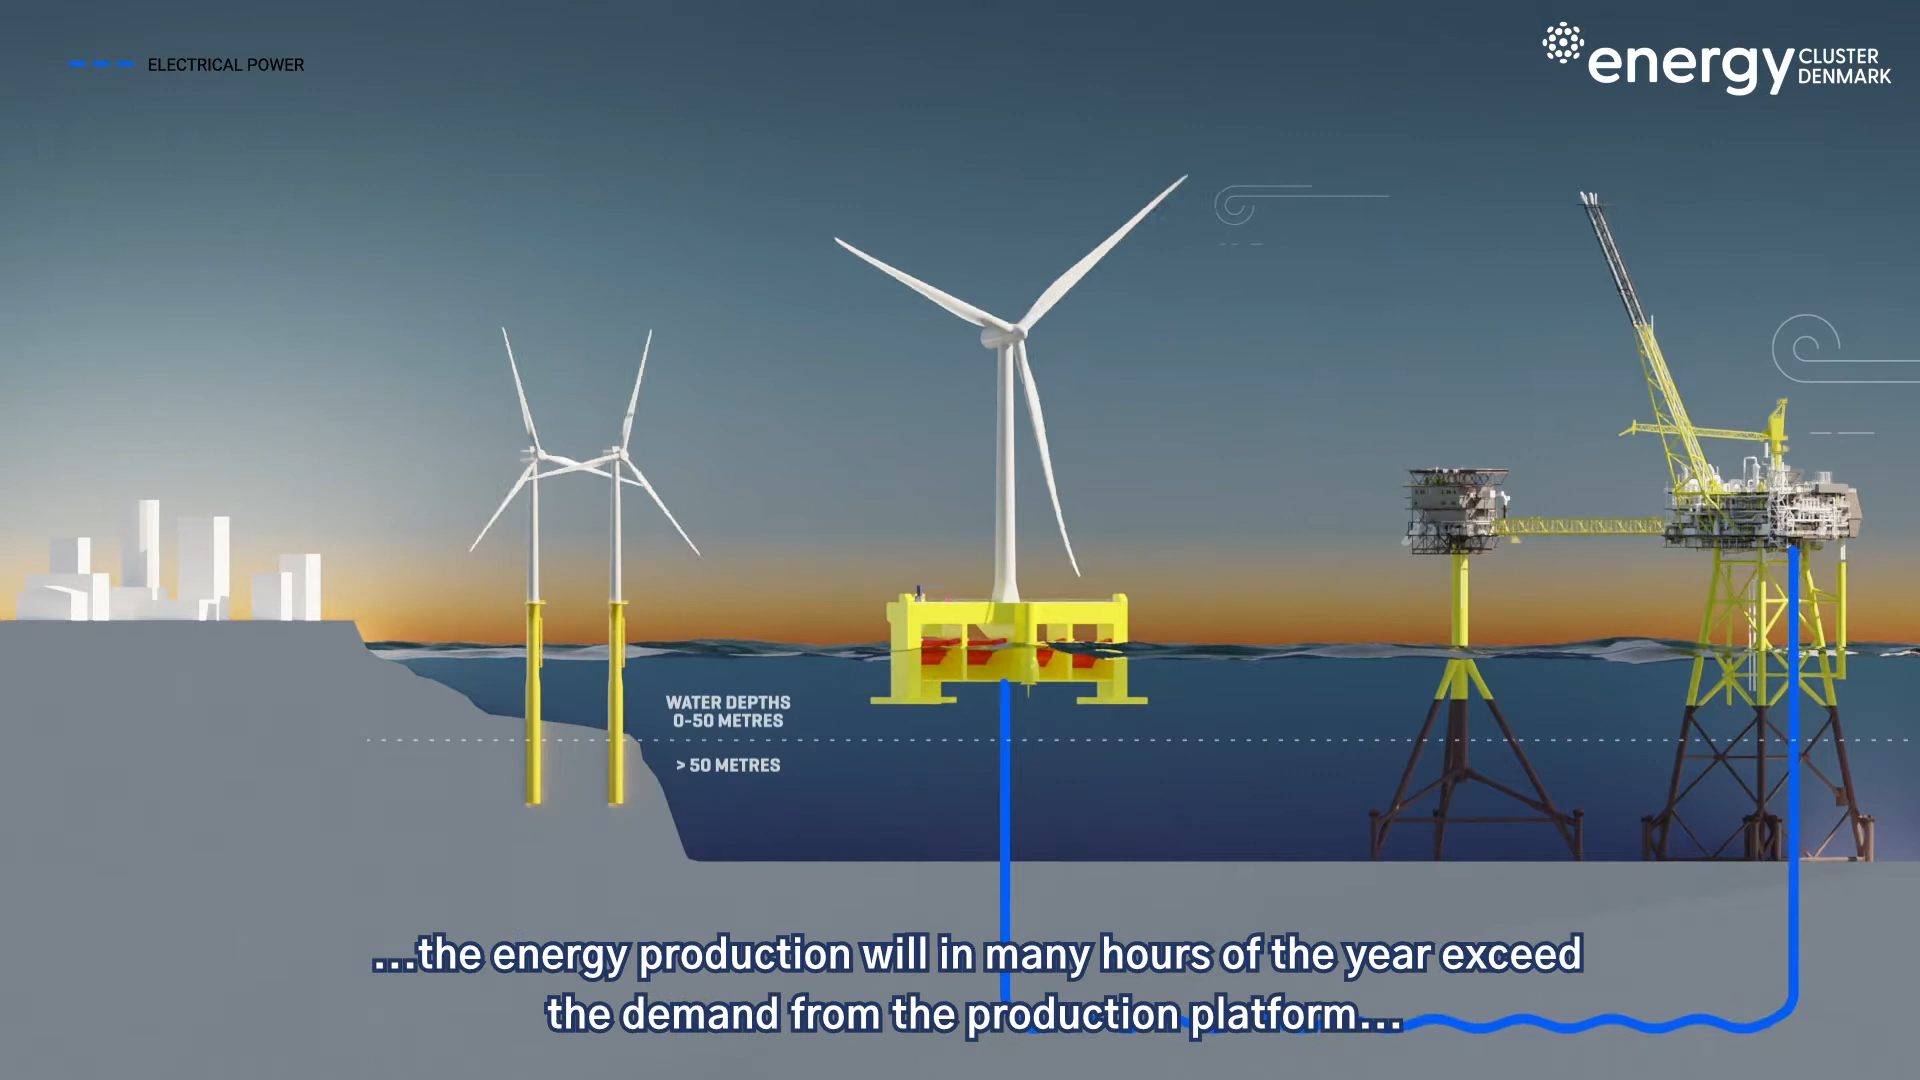 ELECTRICAL POWER
energy CLUSTER
DENMARK
WATER DEPTHS
0-50 METRES
> 50 METRES
...the energy production will in many hours of the year exceed
the demand from the production platform...